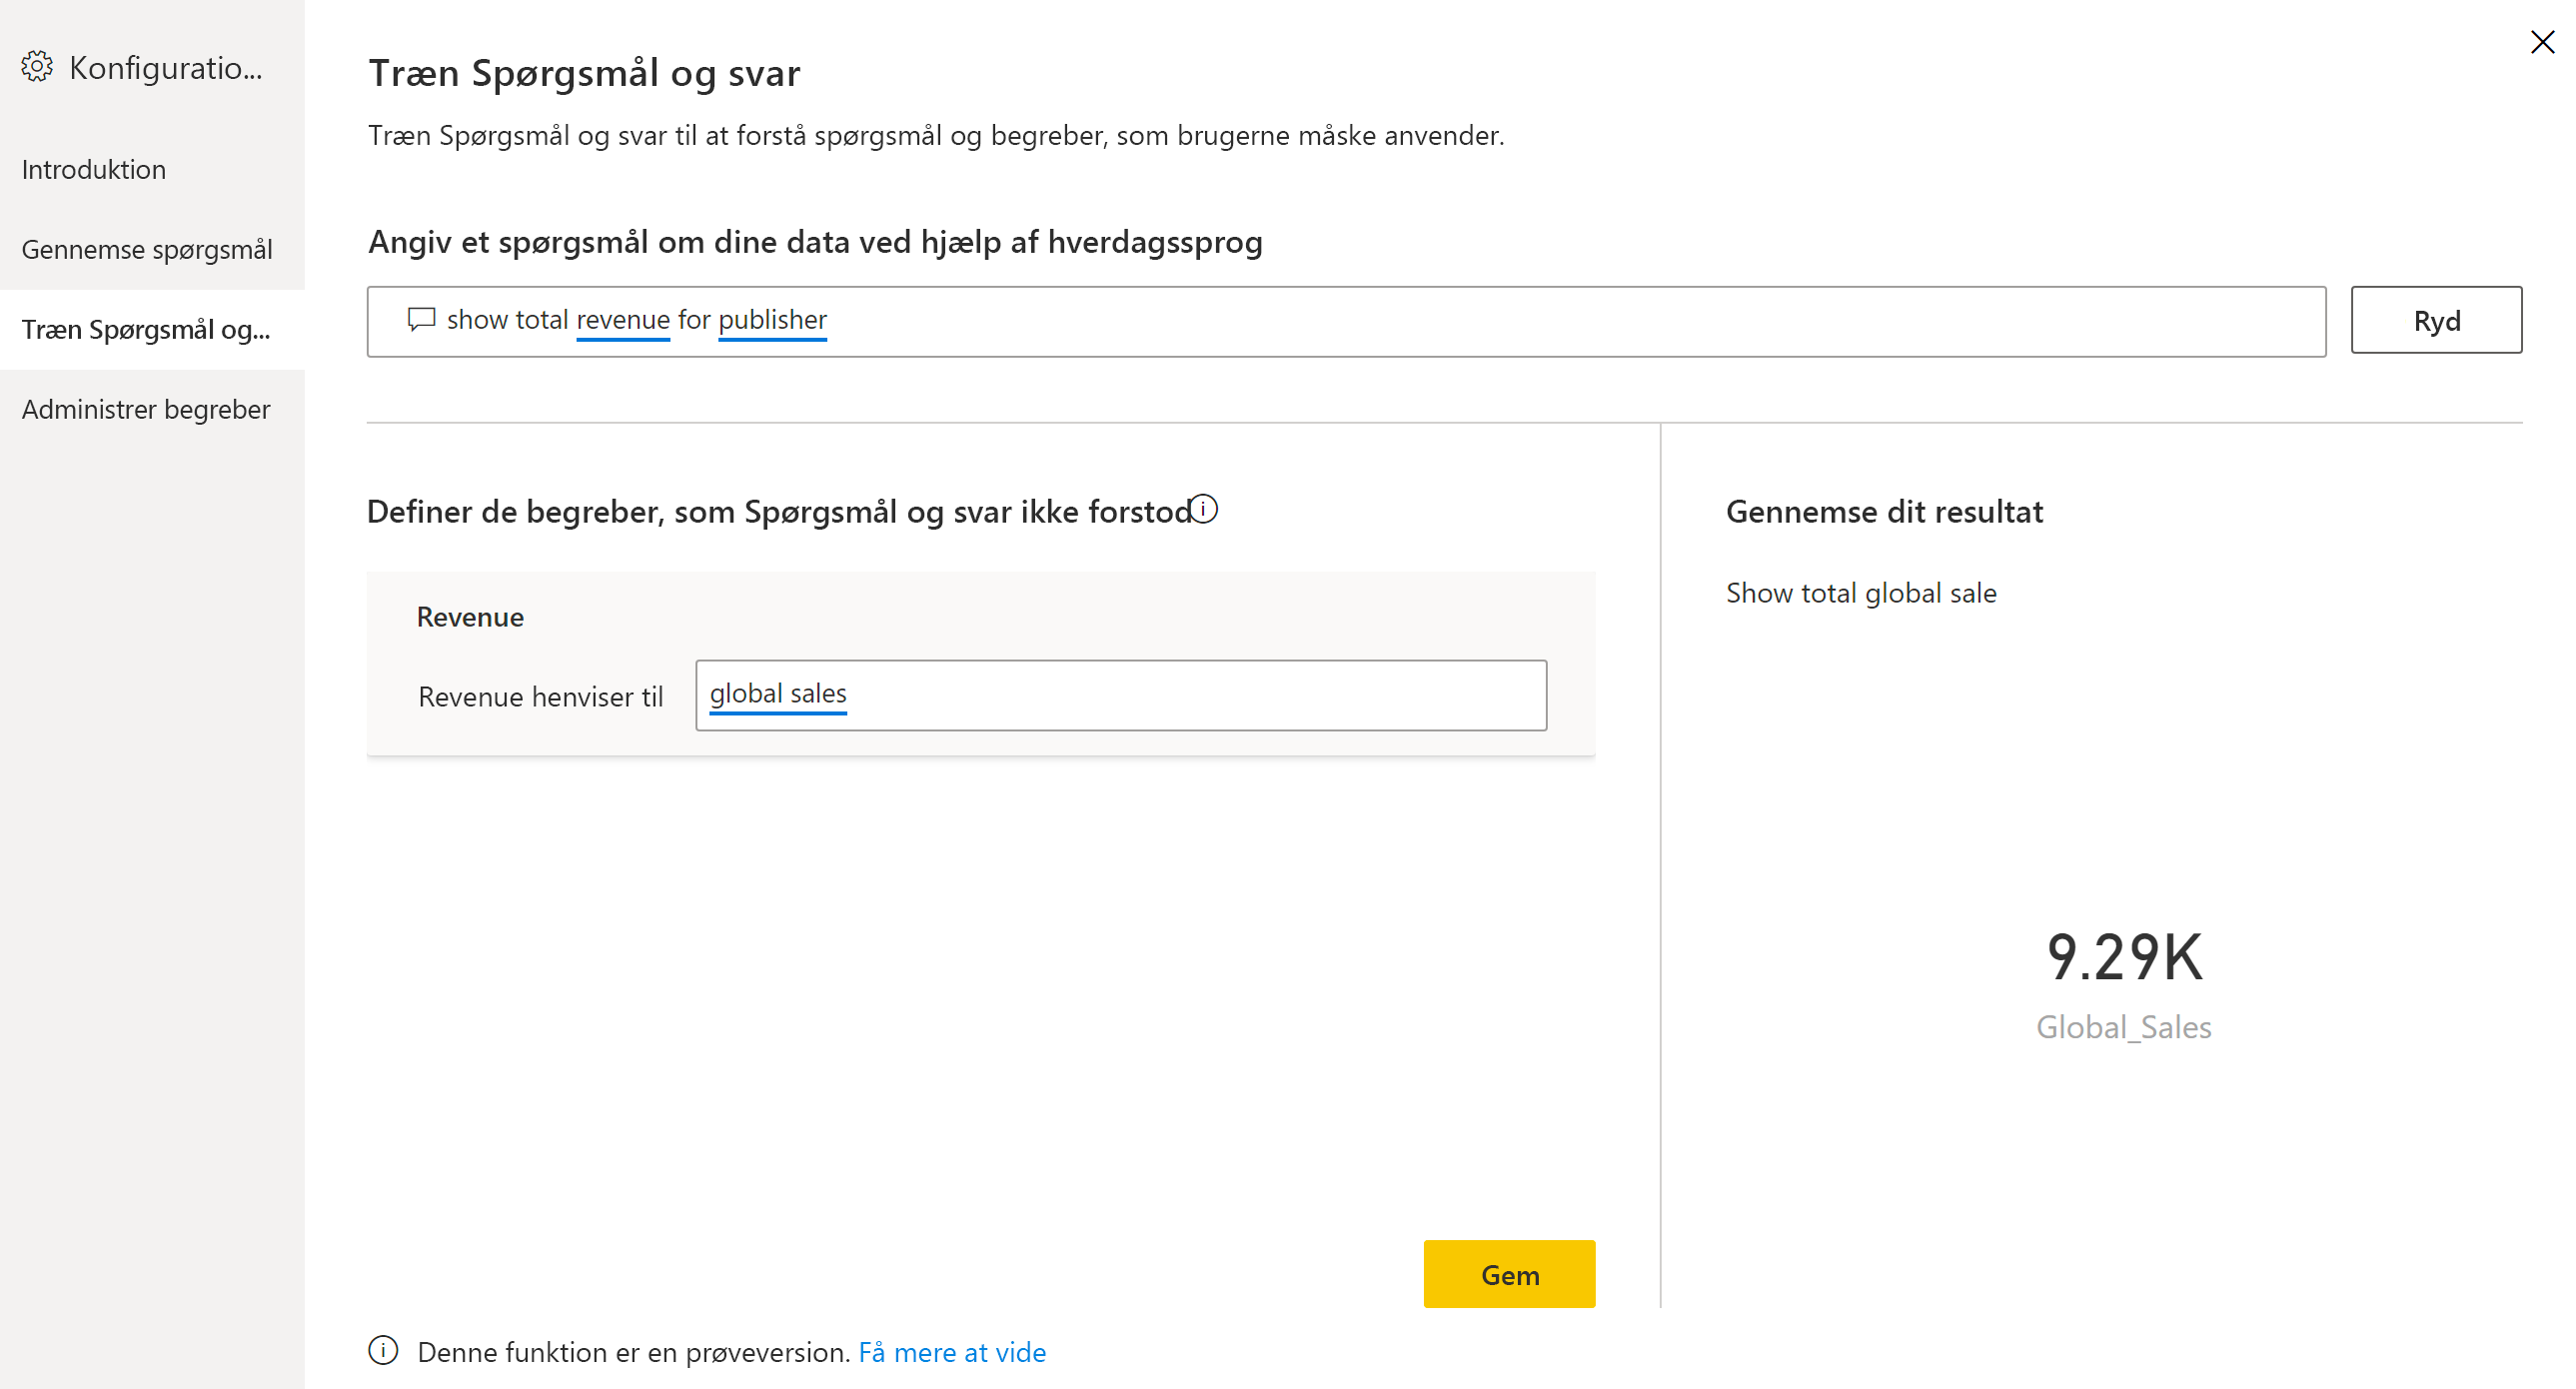 Konfiguratio...
Introduktion
Gennemse spørgsmål
Træn Spørgsmål og...
Administrer begreber
Træn Spørgsmål og svar
Træn Spørgsmål og svar til at forstå spørgsmål og begreber, som brugerne måske anvender.
Angiv et spørgsmål om dine data ved hjælp af hverdagssprog
show total revenue for publisher
Ryd
Definer de begreber, som Spørgsmål og svar ikke forstod
Revenue
Revenue henviser til
global sales
Gem
Gennemse dit resultat
Show total global sale
9.29K
Global_Sales
Denne funktion er en prøveversion. Få mere at vide